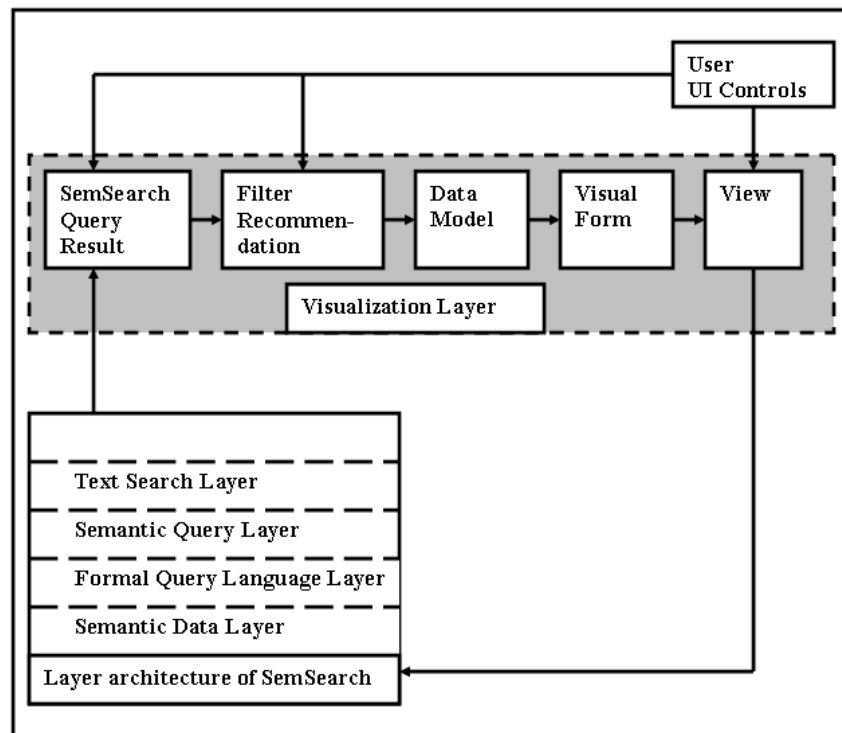 User
UI Controls
SemSearch
Query
Result
Filter
Recommen-
dation
Data
Model
Visual
Form
View
Visualization Layer
Text Search Layer
Semantic Query Layer
Formal Query Language Layer
Semantic Data Layer
Layer architecture of SemSearch